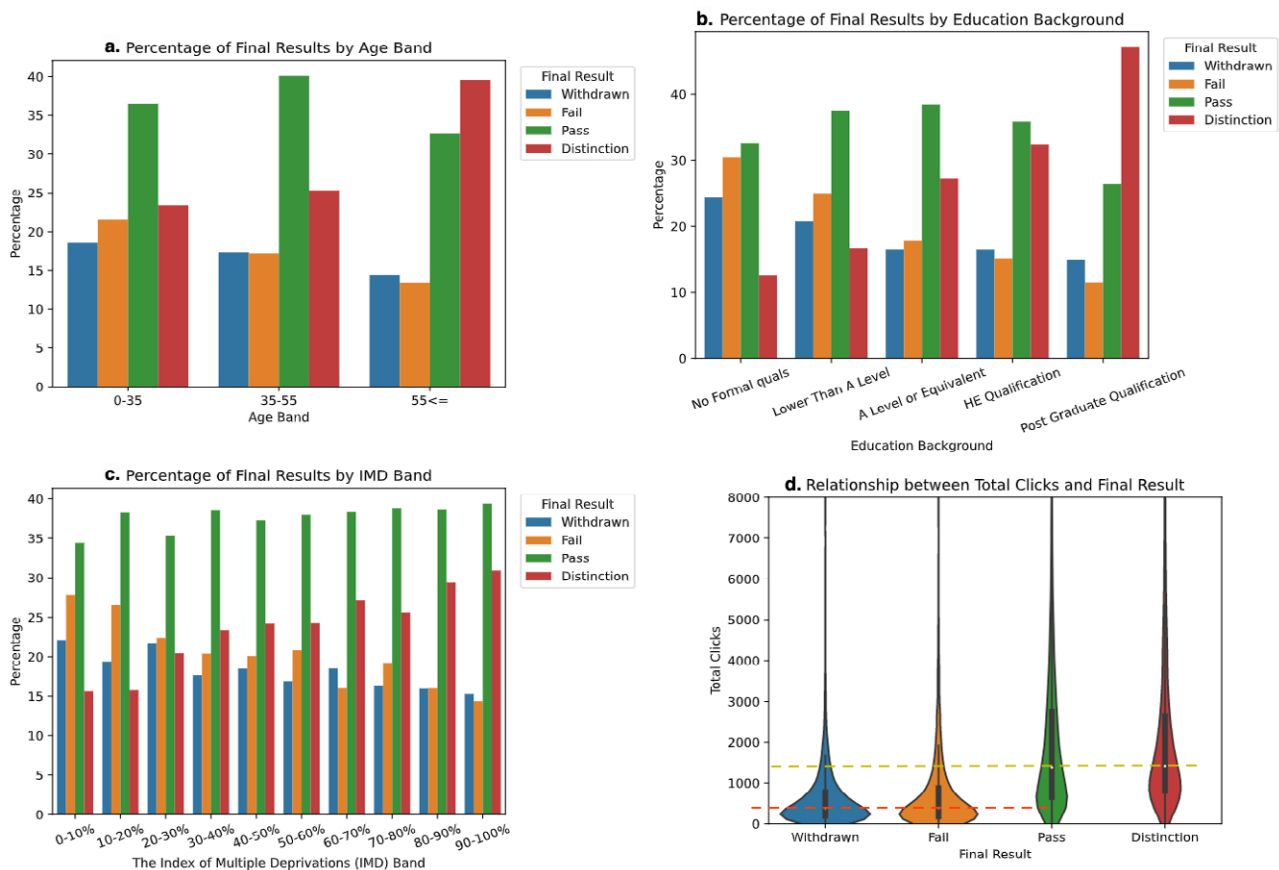 a. Percentage of Final Results by Age Band
Final Result
Withdrawn
Fail
Pass
Distinction
Percentage
40
35
30
25
20
15
10
5
0
0-35
35-55
55<=
Age Band
b. Percentage of Final Results by Education Background
Final Result
Withdrawn
Fail
Pass
Distinction
Percentage
40
30
20
10
0
No Formal quals
Lower Than A Level
A Level or Equivalent
HE Qualification
Post Graduate Qualification
Education Background
c. Percentage of Final Results by IMD Band
Final Result
Withdrawn
Fail
Pass
Distinction
Percentage
40
35
30
25
20
15
10
5
0
0-10%
10-20%
20-30%
30-40%
40-50%
50-60%
60-70%
70-80%
80-90%
90-100%
The Index of Multiple Deprivations (IMD) Band
d. Relationship between Total Clicks and Final Result
Total Clicks
8000
7000
6000
5000
4000
3000
2000
1000
0
Withdrawn
Fail
Pass
Distinction
Final Result